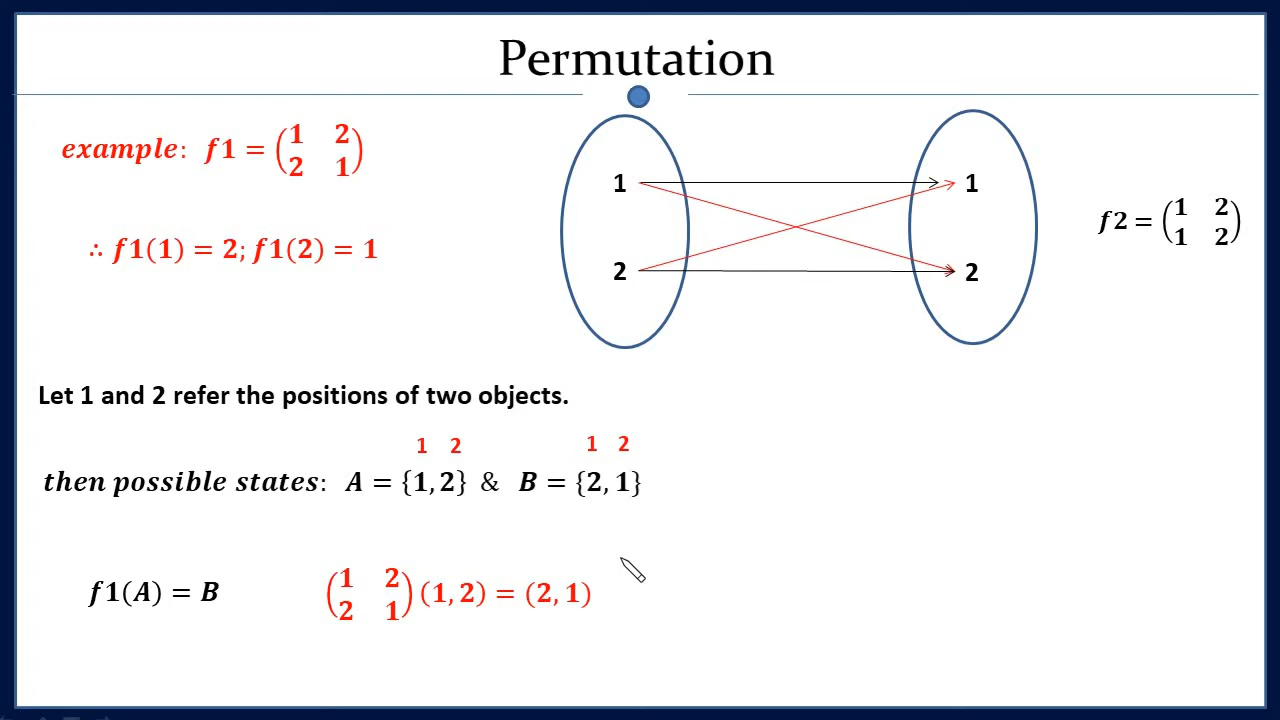 Permutation
example: f1 = (1 2
2 1)
∴ f1(1) = 2; f1(2) = 1
1 1
2 2
f2 = (1 2
1 2)
Let 1 and 2 refer the positions of two objects.
1 2 1 2
then possible states: A = {1, 2} & B = {2, 1}
f1(A) = B (1 2
2 1) (1, 2) = (2, 1)